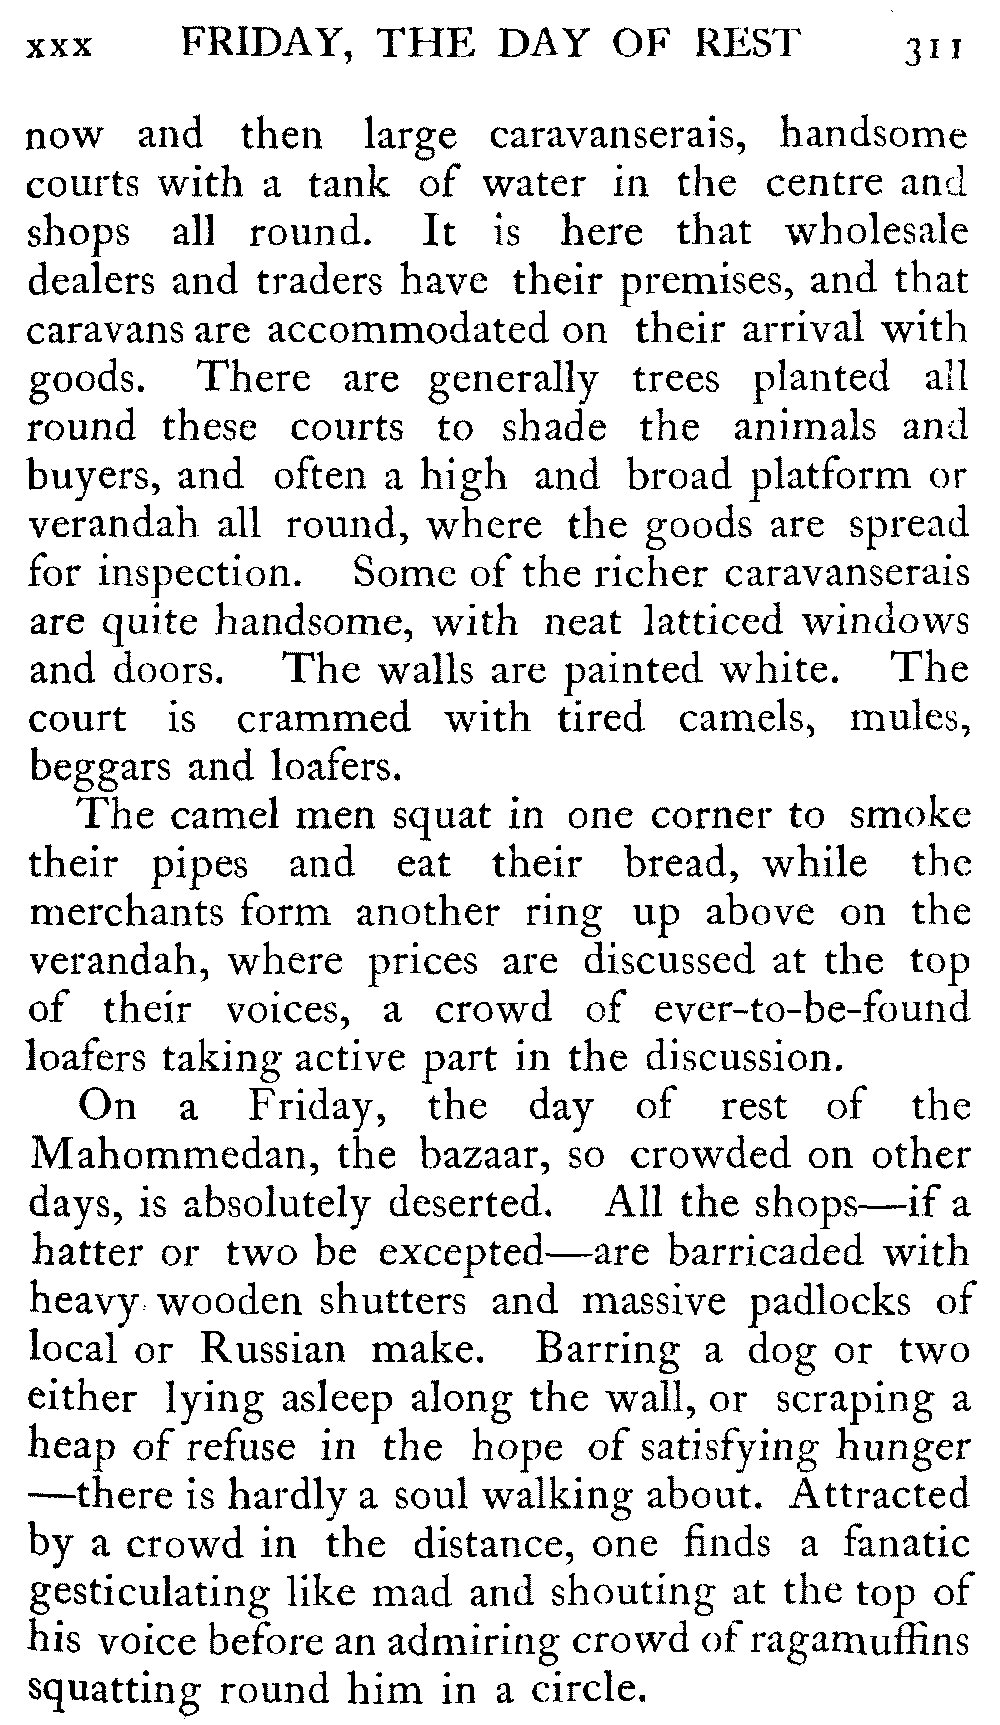 xxx FRIDAY, THE DAY OF REST 311
now and then large caravanserais, handsome
courts with a tank of water in the centre and
shops all round. It is here that wholesale
dealers and traders have their premises, and that
caravans are accommodated on their arrival with
goods. There are generally trees planted all
round these courts to shade the animals and
buyers, and often a high and broad platform or
verandah all round, where the goods are spread
for inspection. Some of the richer caravanserais
are quite handsome, with neat latticed windows
and doors. The walls are painted white. The
court is crammed with tired camels, mules,
beggars and loafers.
The camel men squat in one corner to smoke
their pipes and eat their bread, while the
merchants form another ring up above on the
verandah, where prices are discussed at the top
of their voices, a crowd of ever-to-be-found
loafers taking active part in the discussion.
On a Friday, the day of rest of the
Mahommedan, the bazaar, so crowded on other
days, is absolutely deserted. All the shops—if a
hatter or two be excepted—are barricaded with
heavy wooden shutters and massive padlocks of
local or Russian make. Barring a dog or two
either lying asleep along the wall, or scraping a
heap of refuse in the hope of satisfying hunger
—there is hardly a soul walking about. Attracted
by a crowd in the distance, one finds a fanatic
gesticulating like mad and shouting at the top of
his voice before an admiring crowd of ragamuffins
squatting round him in a circle.